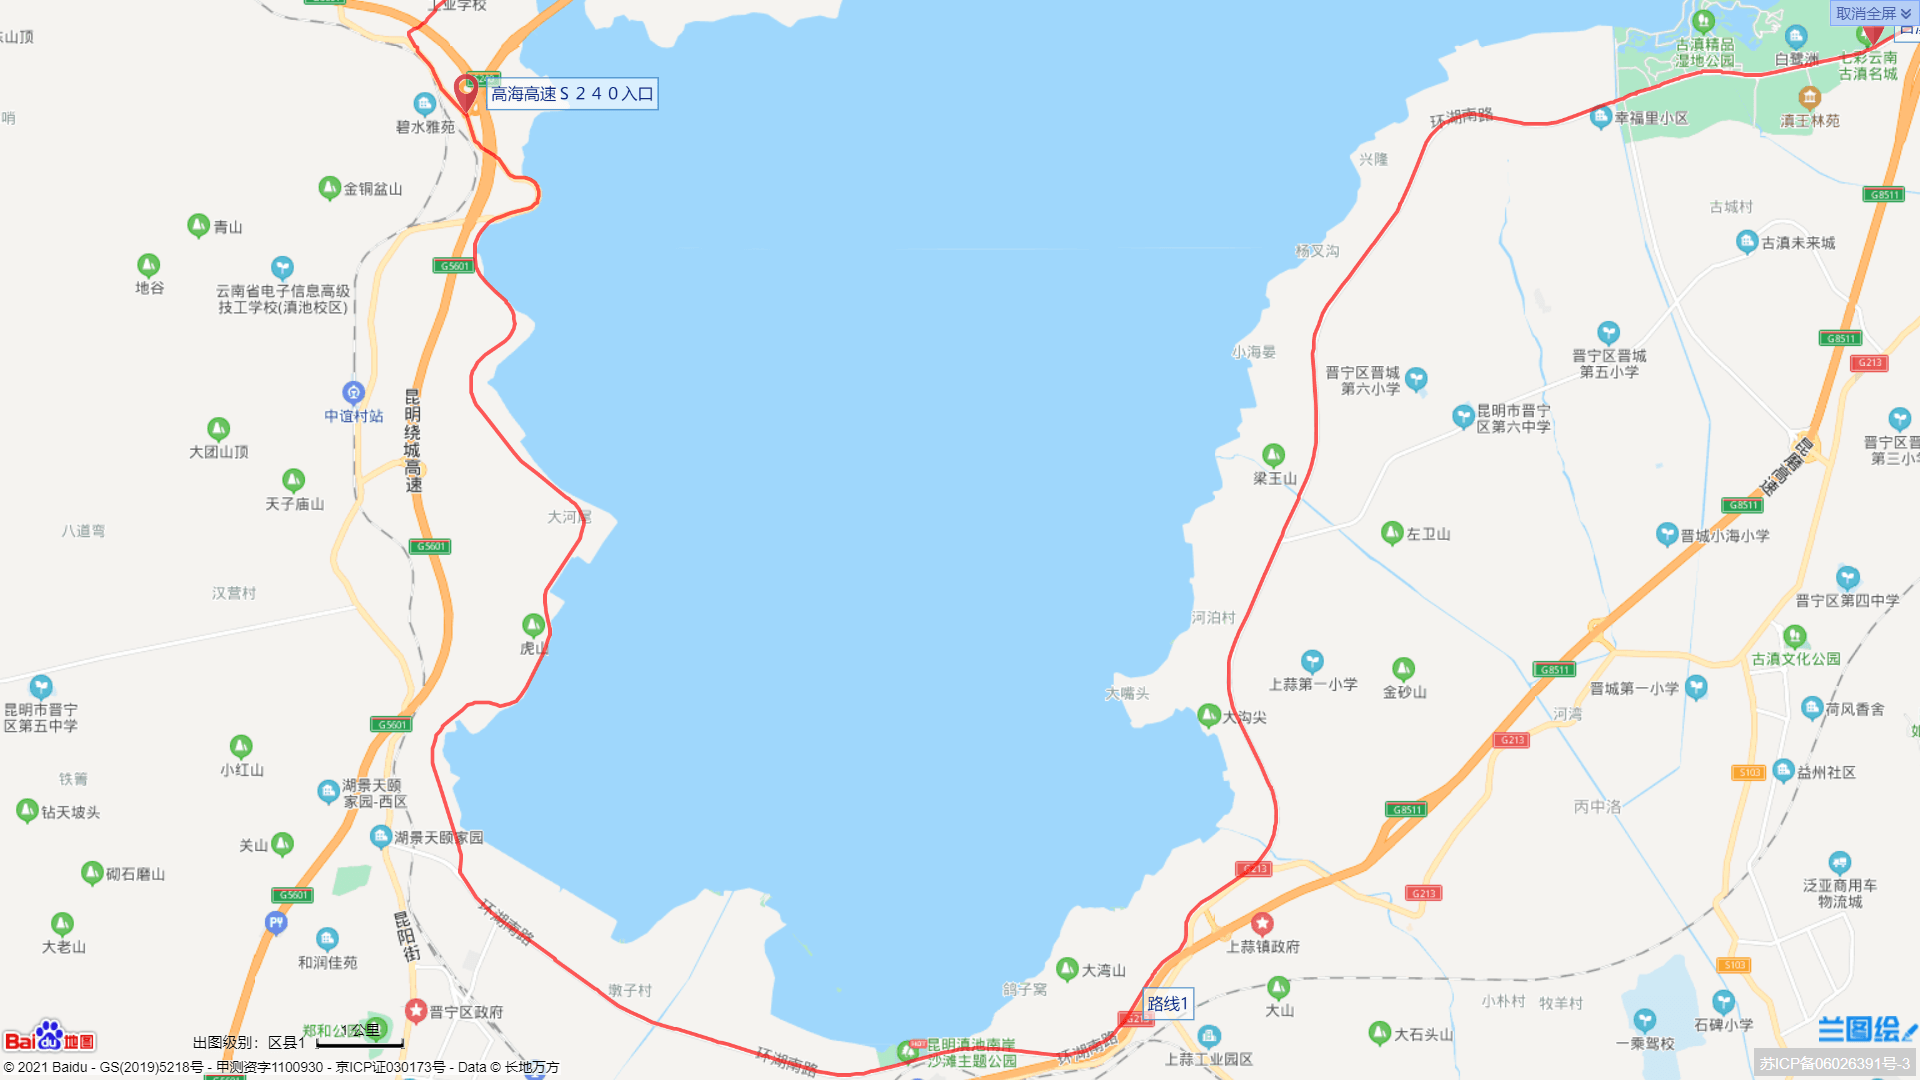 工业学校
取消全屏
东山顶
高海高速Ｓ２４０入口
碧水雅苑
哨
古滇精品
湿地公园
白鹭洲
七彩云南
古滇名城
环湖南路
幸福里小区
滇王林苑
兴隆
金铜盆山
G8511
古城村
青山
古滇未来城
杨叉沟
G5601
地谷
云南省电子信息高级
技工学校(滇池校区)
G8511
小海晏
晋宁区晋城
第五小学
G213
晋宁区晋城
第六小学
昆明市晋宁
区第六中学
中谊村站
昆明绕城高速
大团山顶
晋宁区晋
第三小学
昆磨高速
梁王山
天子庙山
G8511
大河尾
八道弯
左卫山
晋城小海小学
G5601
汉营村
晋宁区第四中学
河泊村
虎山
古滇文化公园
上蒜第一小学
金砂山
G8511
晋城第一小学
大嘴头
昆明市晋宁
区第五中学
大沟尖
河湾
荷风香舍
G5601
G213
小红山
铁箐
湖景天颐
家园-西区
S103
益州社区
钻天坡头
丙中洛
G8511
关山
湖景天颐家园
砌石磨山
G213
泛亚商用车
物流城
G5601
G213
环湖南路
昆阳街
大老山
上蒜镇政府
和润佳苑
大湾山
S103
墩子村
鸽子窝
路线1
大山
小朴村
牧羊村
晋宁区政府
G213
石碑小学
郑和公园
1公里
出图级别：区县1
大石头山
一乘驾校
兰图绘
Bai du 地图
环湖南路
HOT
昆明滇池南岸
沙滩主题公园
环湖南路
上蒜工业园区
© 2021 Baidu - GS(2019)5218号 - 甲测资字1100930 - 京ICP证030173号 - Data © 长地万方
苏ICP备06026391号-3